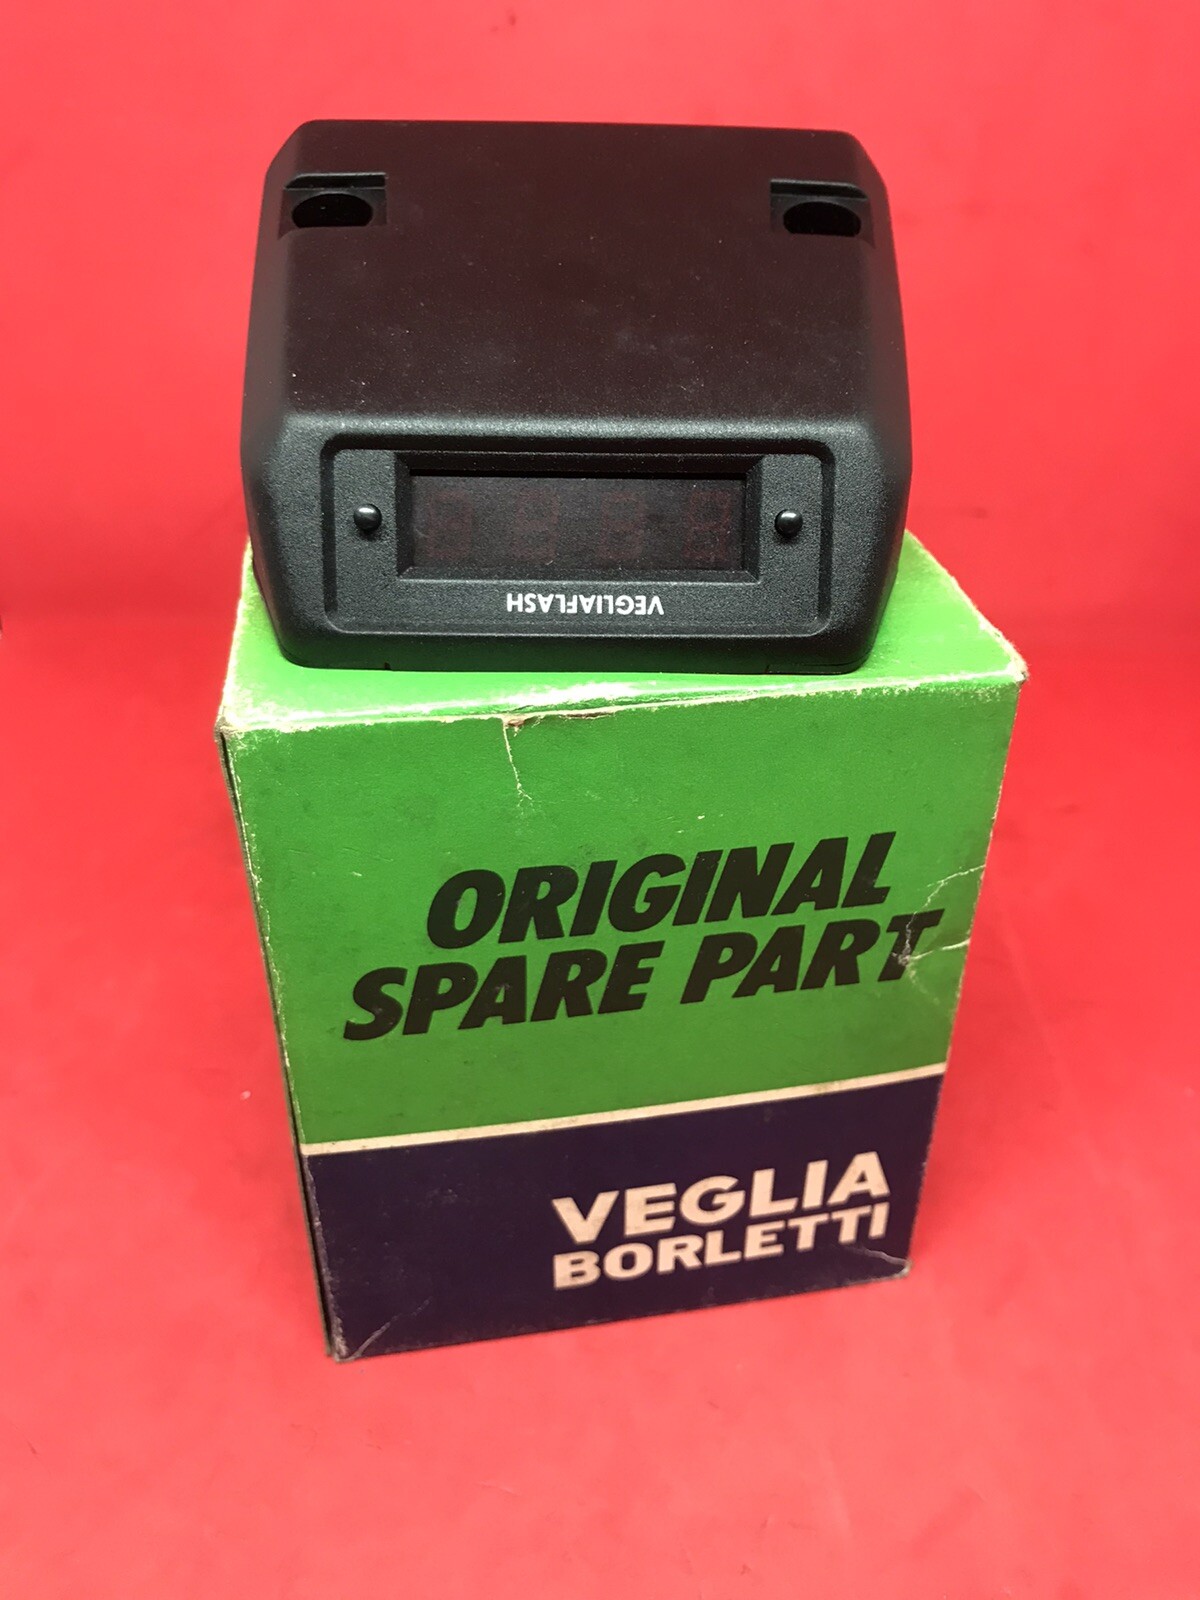 VEGLIAFLASH
ORIGINAL
SPARE PART
VEGLIA
BORLETTI